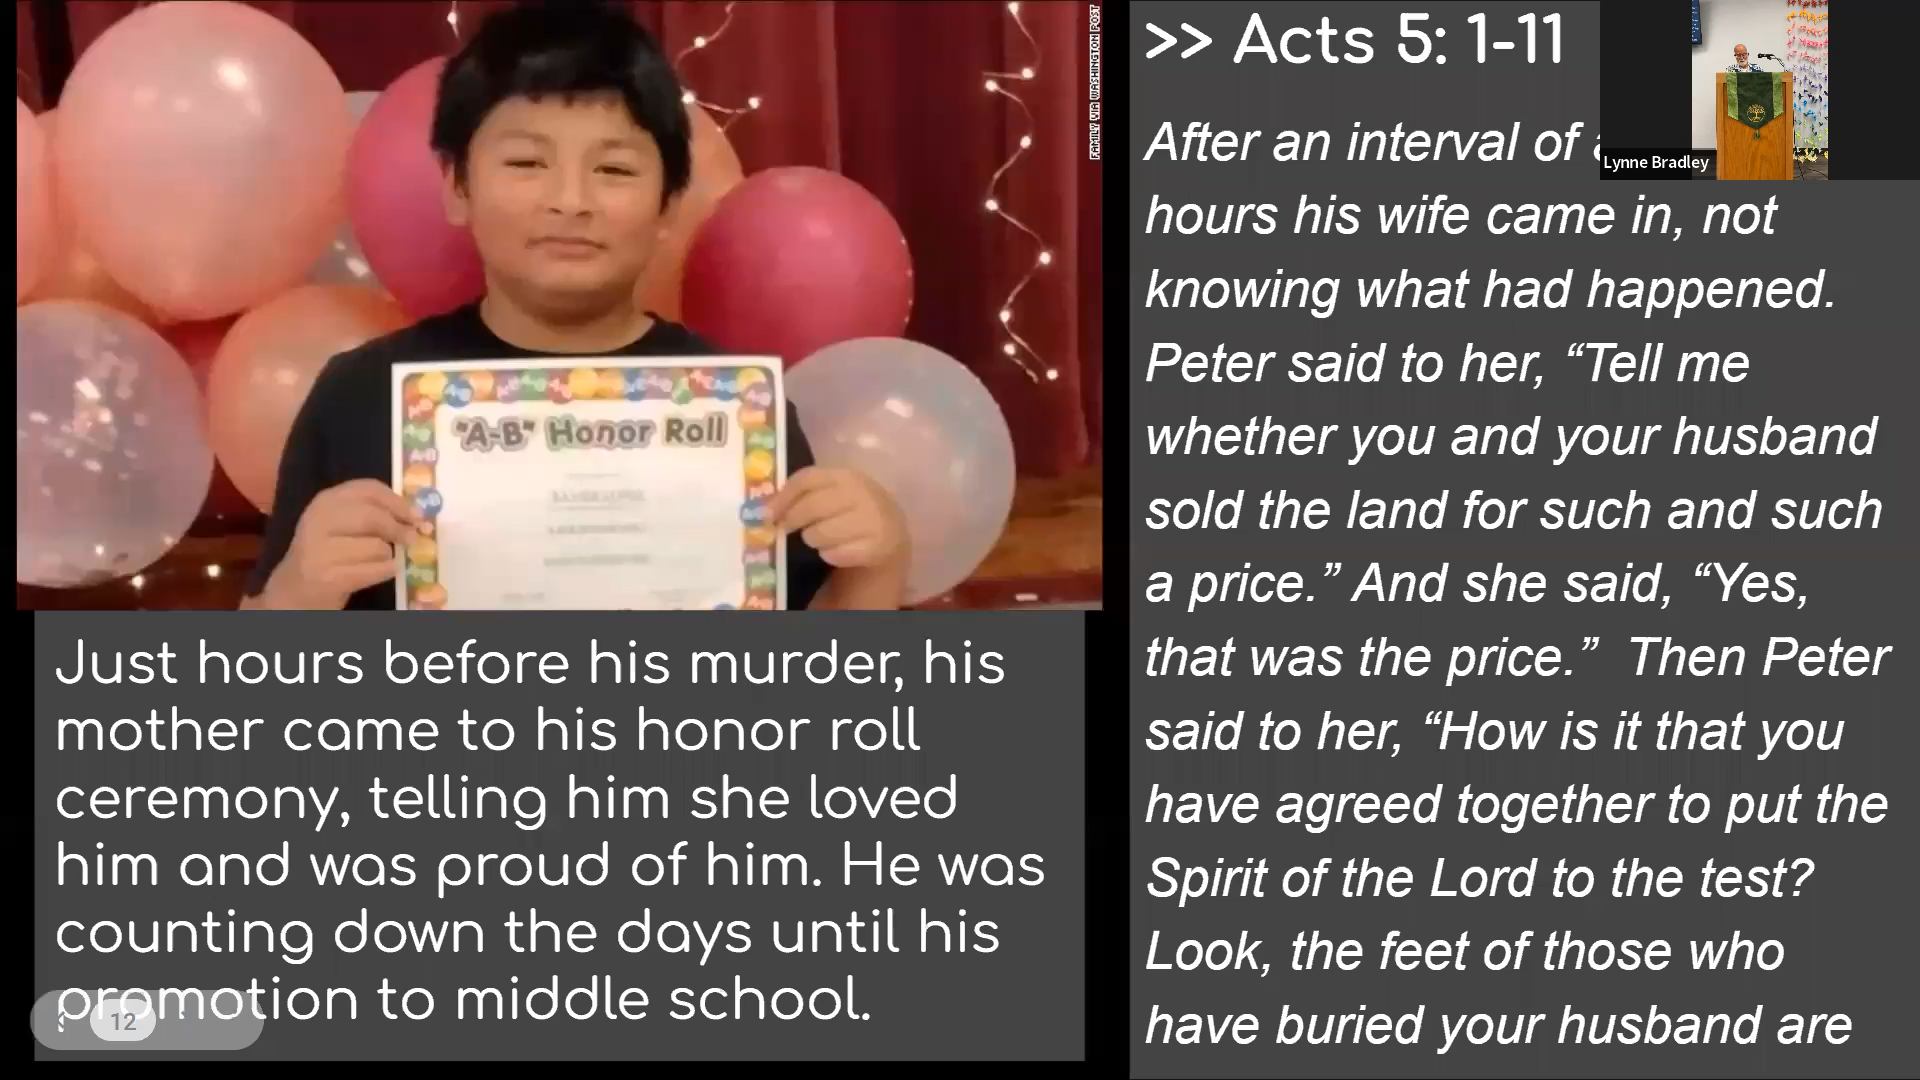 FAMILY VIA WASHINGTON POST
"A-B" Honor Roll
Just hours before his murder, his
mother came to his honor roll
ceremony, telling him she loved
him and was proud of him. He was
counting down the days until his
promotion to middle school.
12
>> Acts 5: 1-11
After an interval of
hours his wife came in, not
knowing what had happened.
Peter said to her, “Tell me
whether you and your husband
sold the land for such and such
a price.” And she said, “Yes,
that was the price.” Then Peter
said to her, “How is it that you
have agreed together to put the
Spirit of the Lord to the test?
Look, the feet of those who
have buried your husband are
Lynne Bradley